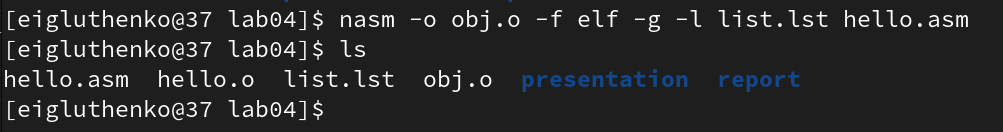 [eigluthenko@37 lab04]$ nasm -o obj.o -f elf -g -l list.lst hello.asm
[eigluthenko@37 lab04]$ ls
hello.asm  hello.o  list.lst  obj.o  presentation  report
[eigluthenko@37 lab04]$